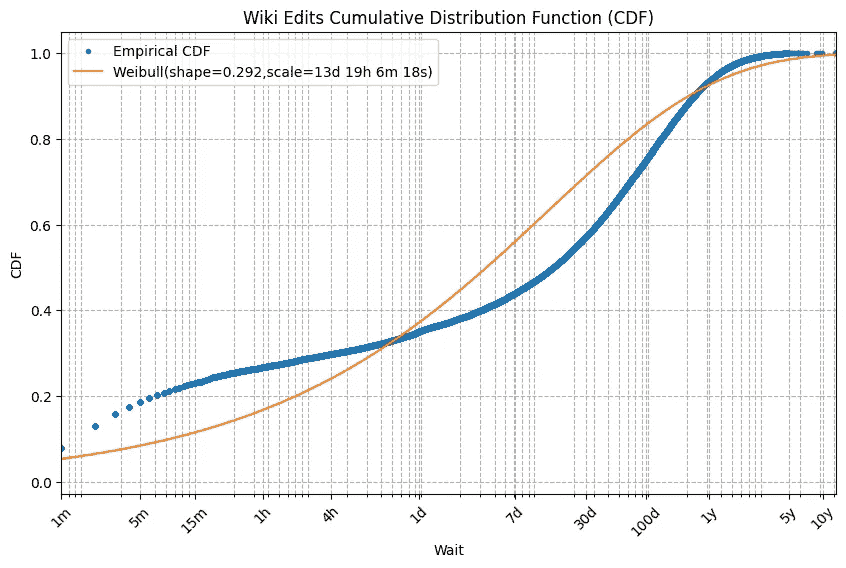 Wiki Edits Cumulative Distribution Function (CDF)
Empirical CDF
Weibull(shape=0.292,scale=13d 19h 6m 18s)
CDF
1.0
0.8
0.6
0.4
0.2
0.0
1m 5m 15m 1h 4h 1d 7d 30d 100d 1y 5y 10y
Wait